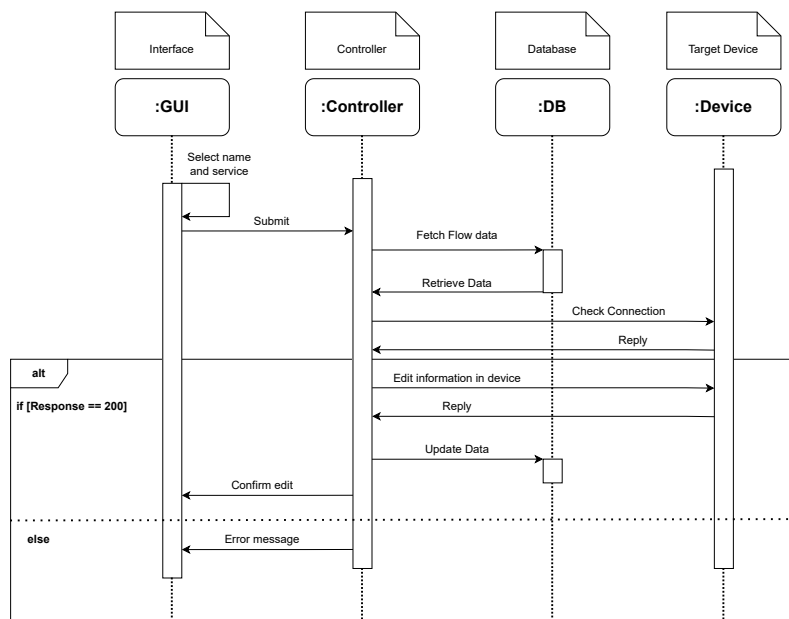 Interface
Controller
Database
Target Device
:GUI
:Controller
:DB
:Device
Select name
and service
Submit
Fetch Flow data
Retrieve Data
Check Connection
Reply
alt
Edit information in device
if [Response == 200]
Reply
Update Data
Confirm edit
else
Error message